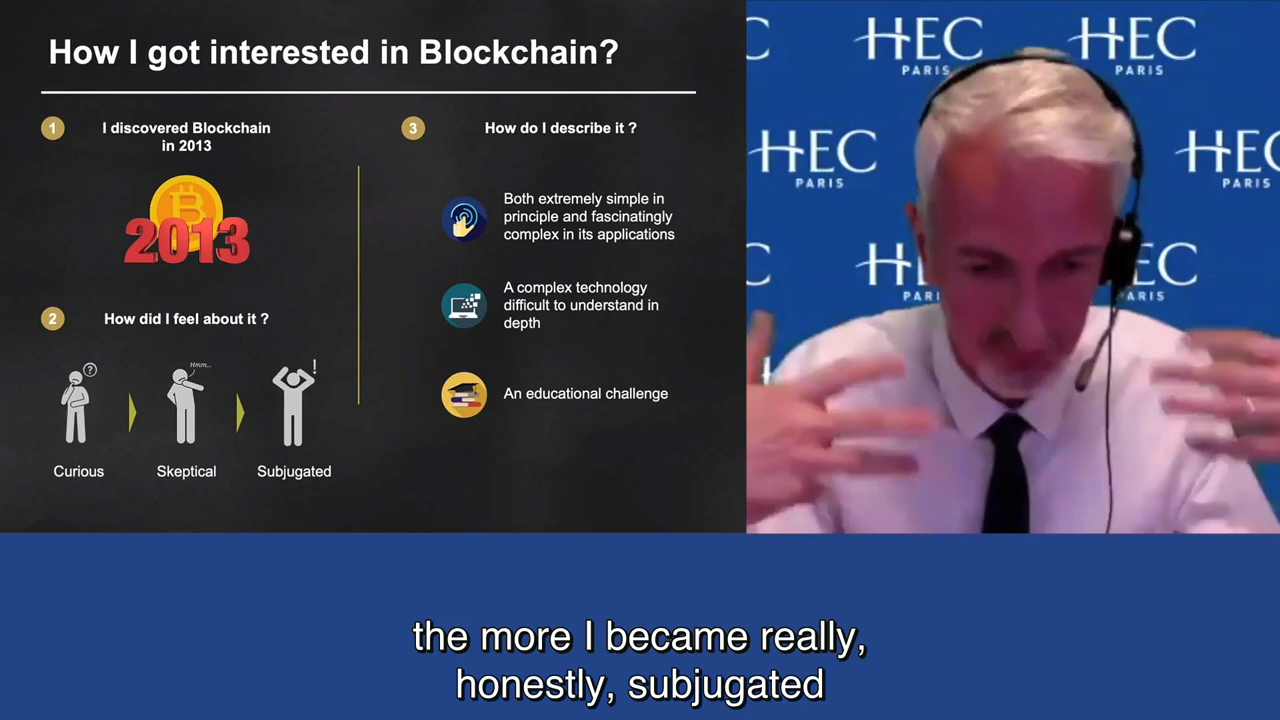 How I got interested in Blockchain?
1
I discovered Blockchain
in 2013
B
2013
2
How did I feel about it ?
?
Hmm...
!
Curious
Skeptical
Subjugated
3
How do I describe it ?
Both extremely simple in
principle and fascinatingly
complex in its applications
A complex technology
difficult to understand in
depth
An educational challenge
HEC
PARIS
HEC
PARIS
HEC
PARIS
HEC
PARIS
the more I became really,
honestly, subjugated